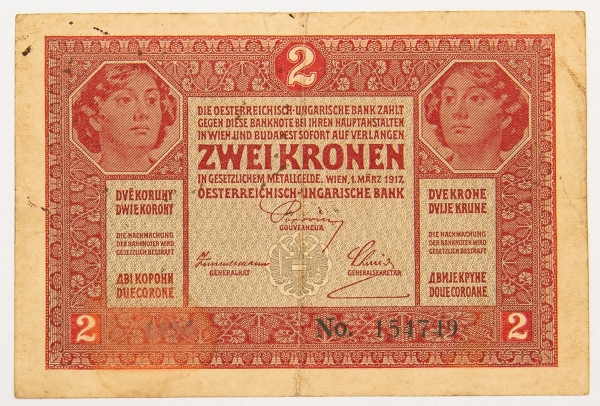 2
DIE OESTERREICHISCH-UNGARISCHE BANK ZAHLT
GEGEN DIESE BANKNOTE BEI IHREN HAUPTANSTALTEN
IN WIEN UND BUDAPEST SOFORT AUF VERLANGEN
ZWEI KRONEN
IN GESETZLICHEM METALLGELDE. WIEN, 1. MÄRZ 1917.
OESTERREICHISCH-UNGARISCHE BANK
GOUVERNEUR
Zimmermann
GENERALRAT
GENERALSEKRETÄR
DVĚ KORUNY
DWIE KORONY
DIE NACHMACHUNG
DER BANKNOTEN WIRD
GESETZLICH BESTRAFT
ДВІ КОРОНИ
DUE CORONE
DVE KRONE
DVIJE KRUNE
DIE NACHMACHUNG
DER BANKNOTEN WIRD
GESETZLICH BESTRAFT
ДВИЈЕ КРУНЕ
DOUE COROANE
2
No. 154749
2